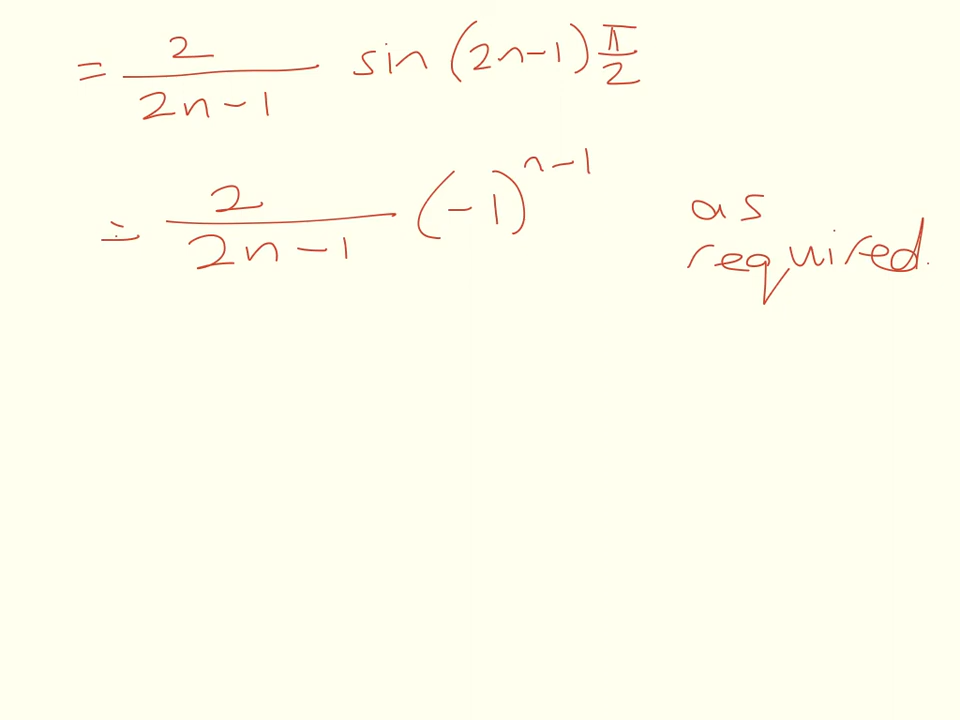 = 2/(2n-1) sin (2n-1) π/2
= 2/(2n-1) (-1)^(n-1) as
required.